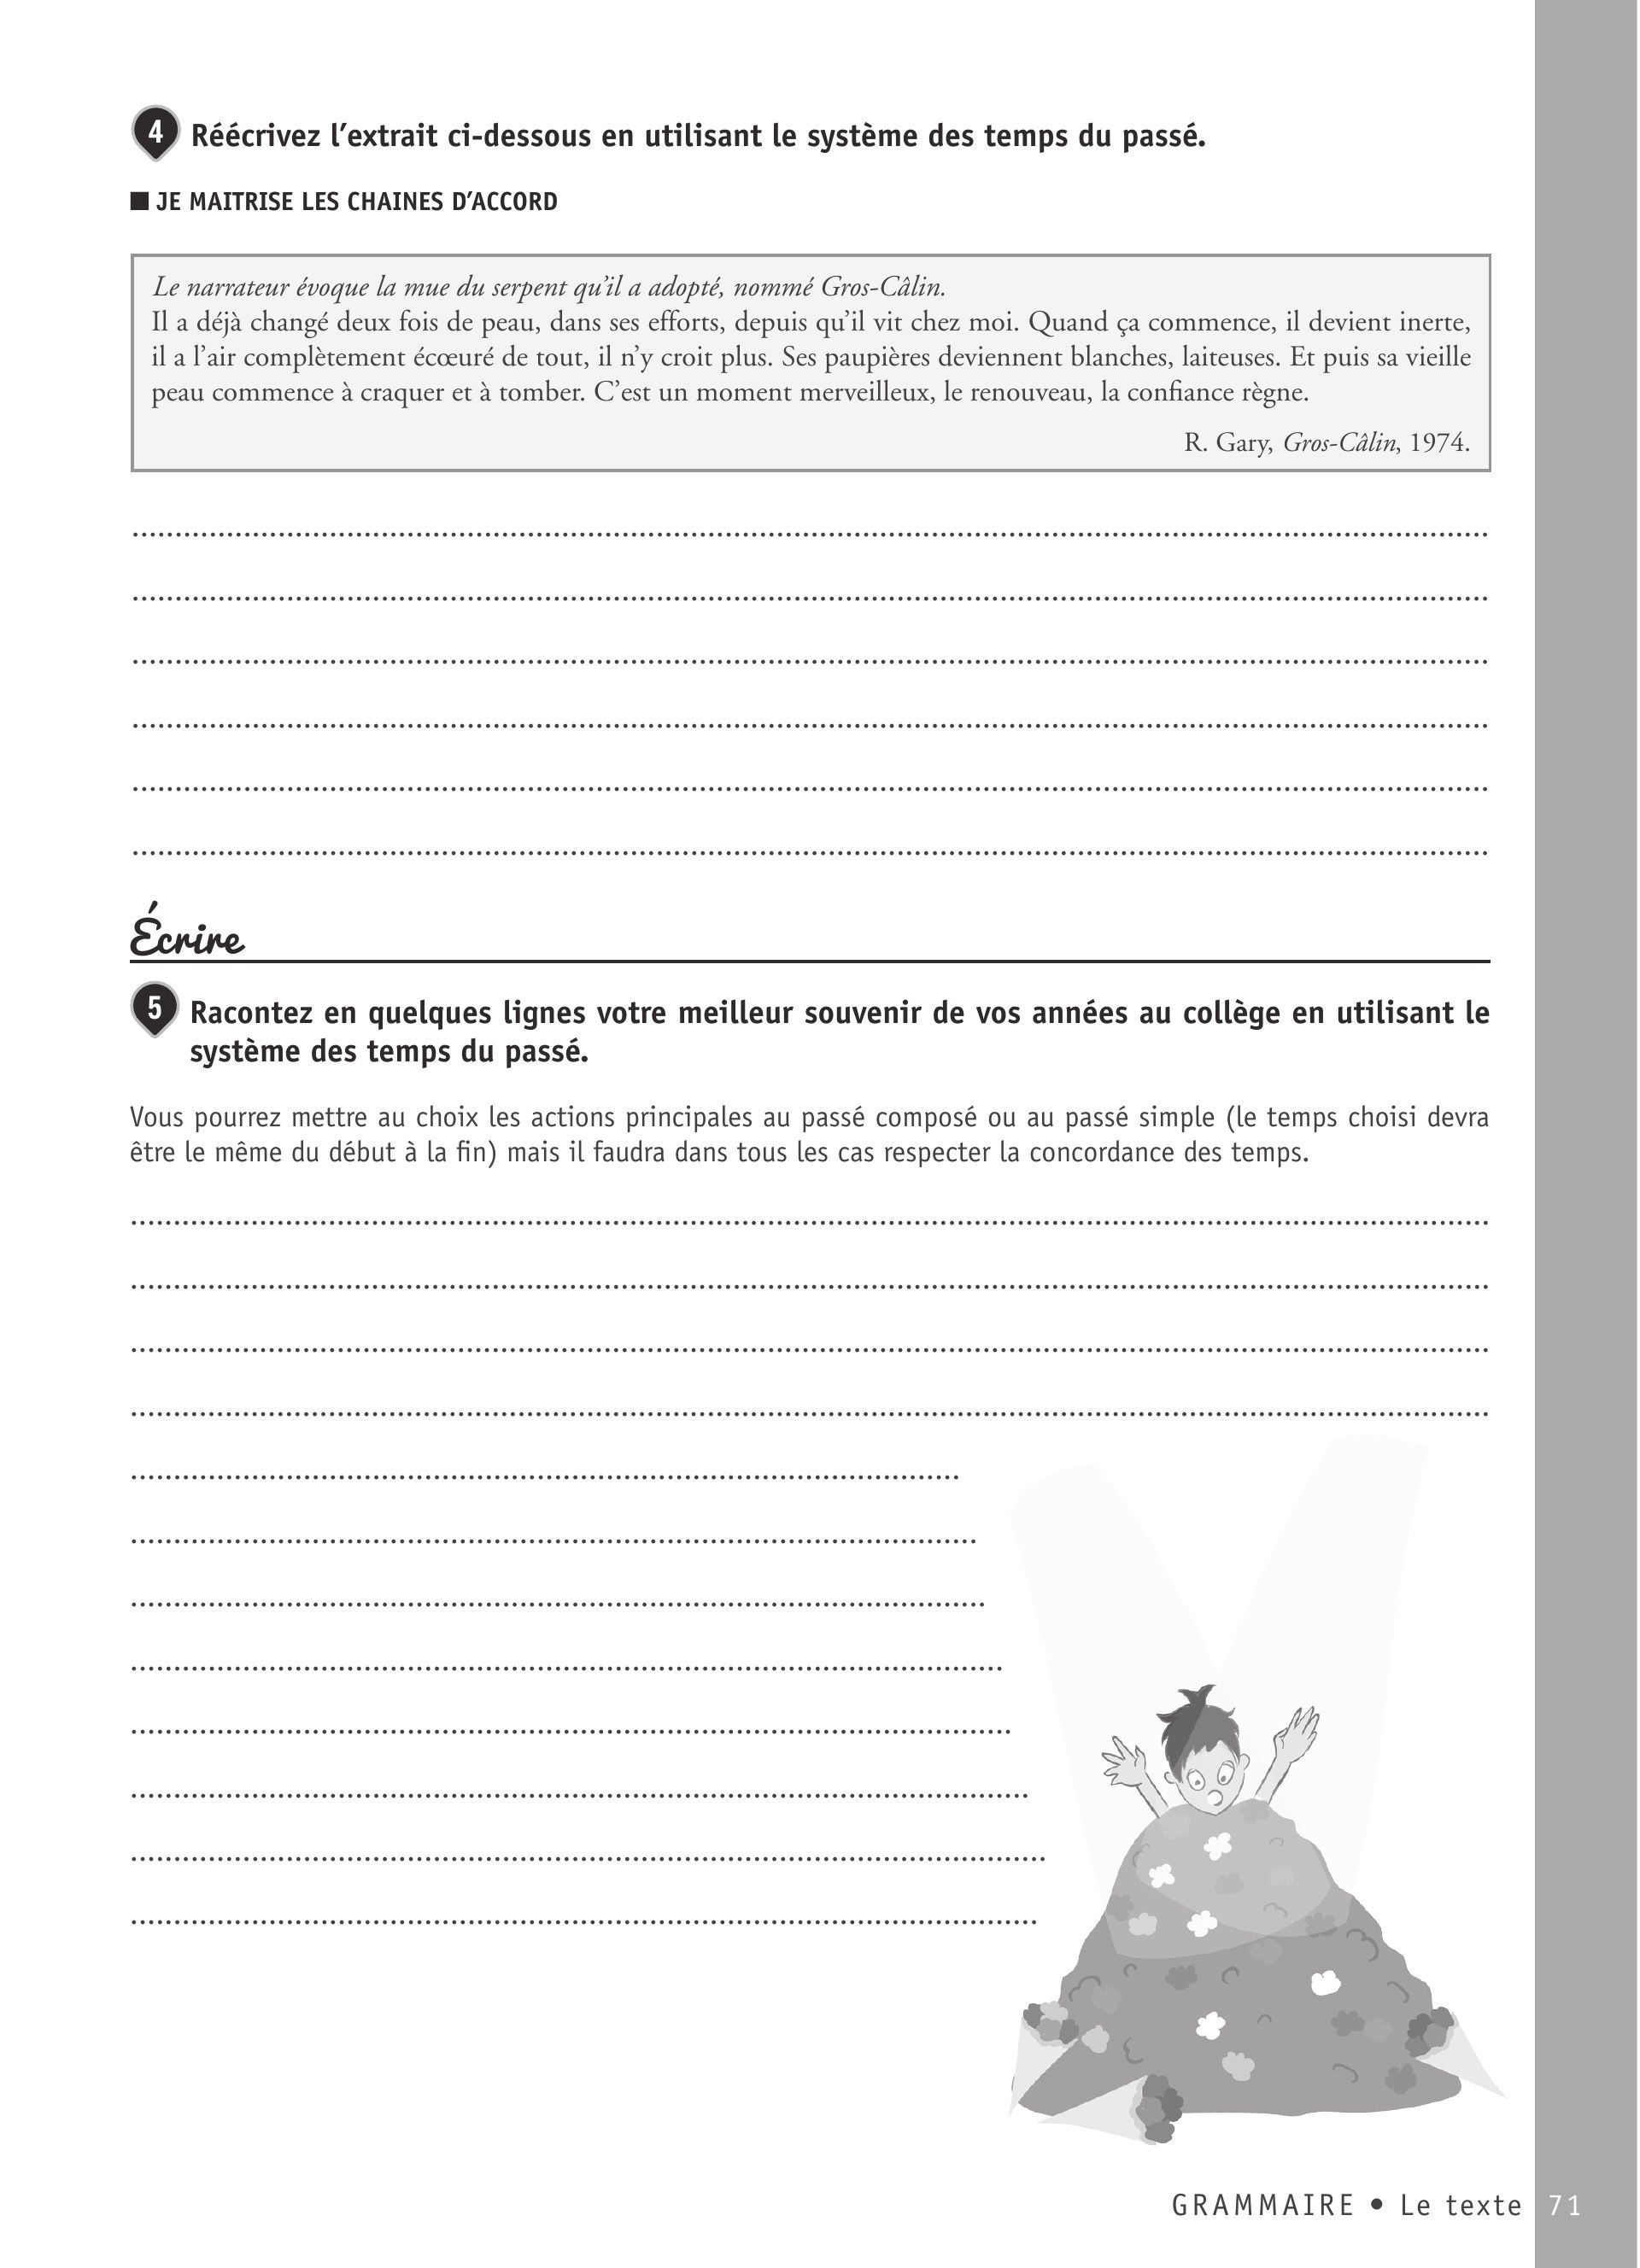 4 Réécrivez l’extrait ci-dessous en utilisant le système des temps du passé.
■ JE MAITRISE LES CHAINES D’ACCORD
Le narrateur évoque la mue du serpent qu’il a adopté, nommé Gros-Câlin.
Il a déjà changé deux fois de peau, dans ses efforts, depuis qu’il vit chez moi. Quand ça commence, il devient inerte,
il a l’air complètement écœuré de tout, il n’y croit plus. Ses paupières deviennent blanches, laiteuses. Et puis sa vieille
peau commence à craquer et à tomber. C’est un moment merveilleux, le renouveau, la confiance règne.
R. Gary, Gros-Câlin, 1974.
Écrire
5 Racontez en quelques lignes votre meilleur souvenir de vos années au collège en utilisant le
système des temps du passé.
Vous pourrez mettre au choix les actions principales au passé composé ou au passé simple (le temps choisi devra
être le même du début à la fin) mais il faudra dans tous les cas respecter la concordance des temps.
GRAMMAIRE • Le texte 71